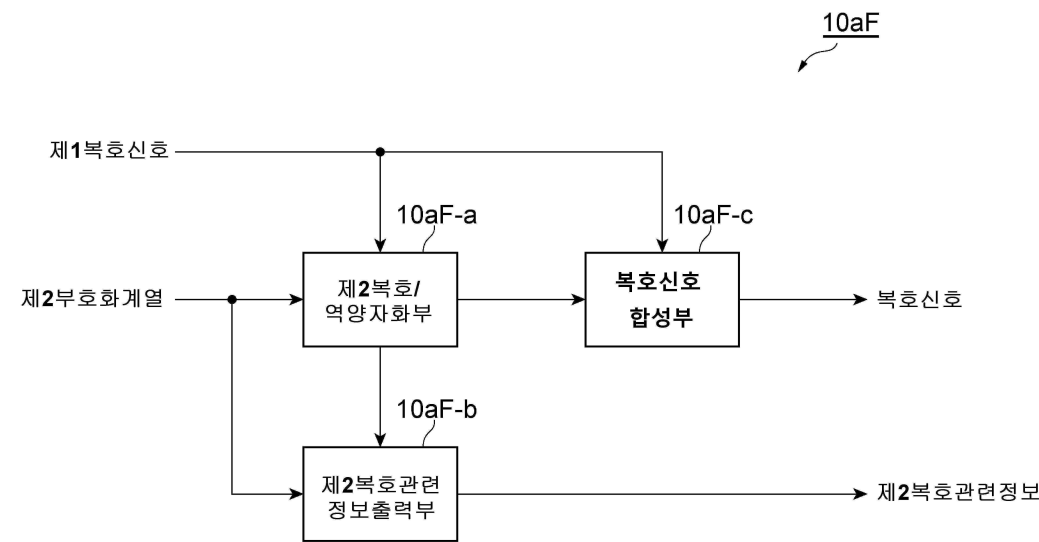 10aF
제1복호신호
10aF-a
10aF-c
제2부호화계열
제2복호/
역양자화부
복호신호
합성부
복호신호
10aF-b
제2복호관련
정보출력부
제2복호관련정보